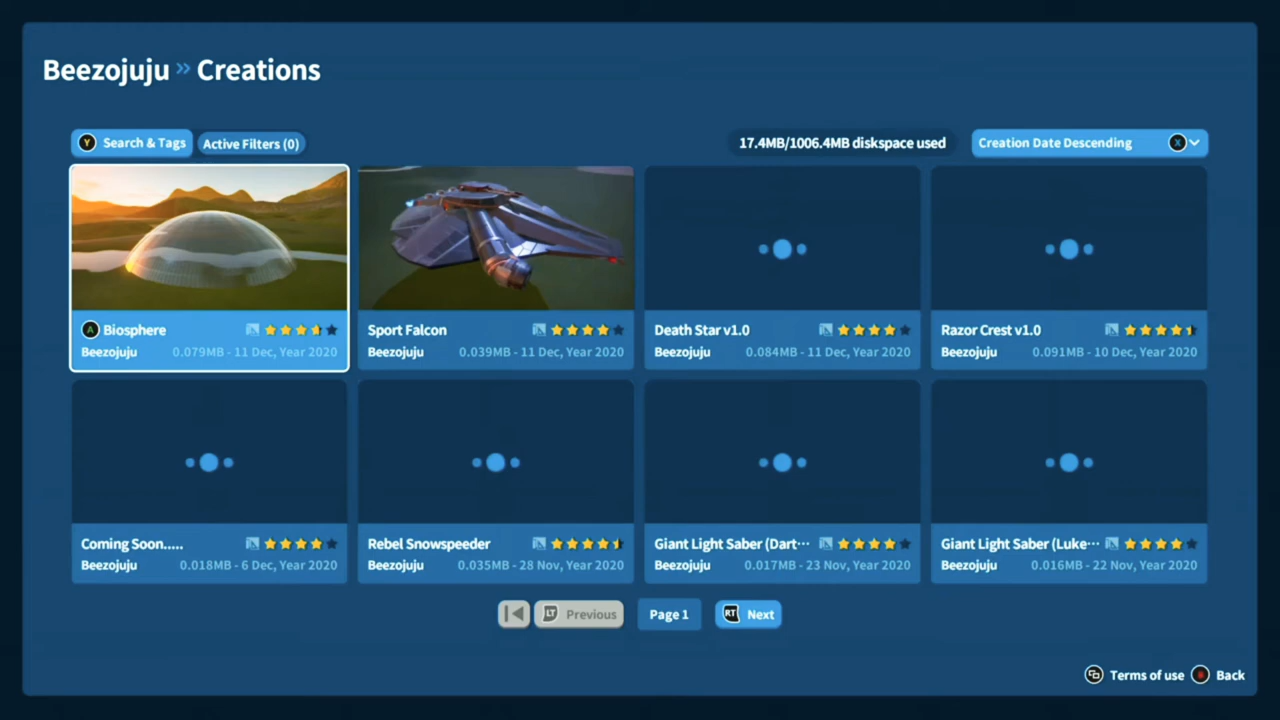 Beezojuju » Creations
Y Search & Tags Active Filters (0) 17.4MB/1006.4MB diskspace used Creation Date Descending X
A Biosphere
Beezojuju 0.079MB - 11 Dec, Year 2020
Sport Falcon
Beezojuju 0.039MB - 11 Dec, Year 2020
Death Star v1.0
Beezojuju 0.084MB - 11 Dec, Year 2020
Razor Crest v1.0
Beezojuju 0.091MB - 10 Dec, Year 2020
Coming Soon.....
Beezojuju 0.018MB - 6 Dec, Year 2020
Rebel Snowspeeder
Beezojuju 0.035MB - 28 Nov, Year 2020
Giant Light Saber (Dart···
Beezojuju 0.017MB - 23 Nov, Year 2020
Giant Light Saber (Luke···
Beezojuju 0.016MB - 22 Nov, Year 2020
LT Previous Page 1 RT Next
Terms of use B Back